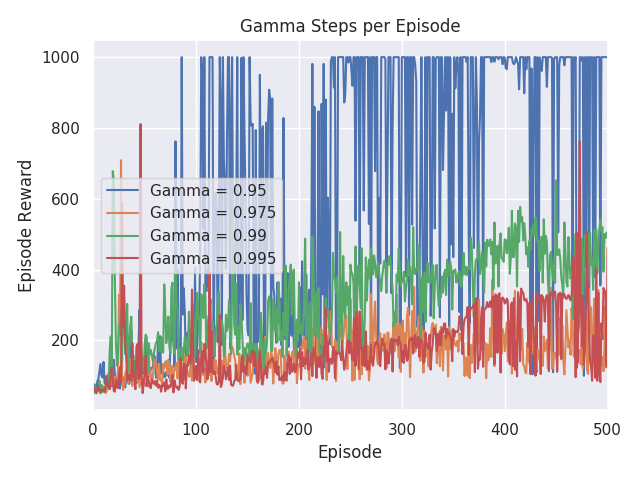 Gamma Steps per Episode
Episode Reward
1000
800
600
400
200
Gamma = 0.95
Gamma = 0.975
Gamma = 0.99
Gamma = 0.995
0
100
200
300
400
500
Episode